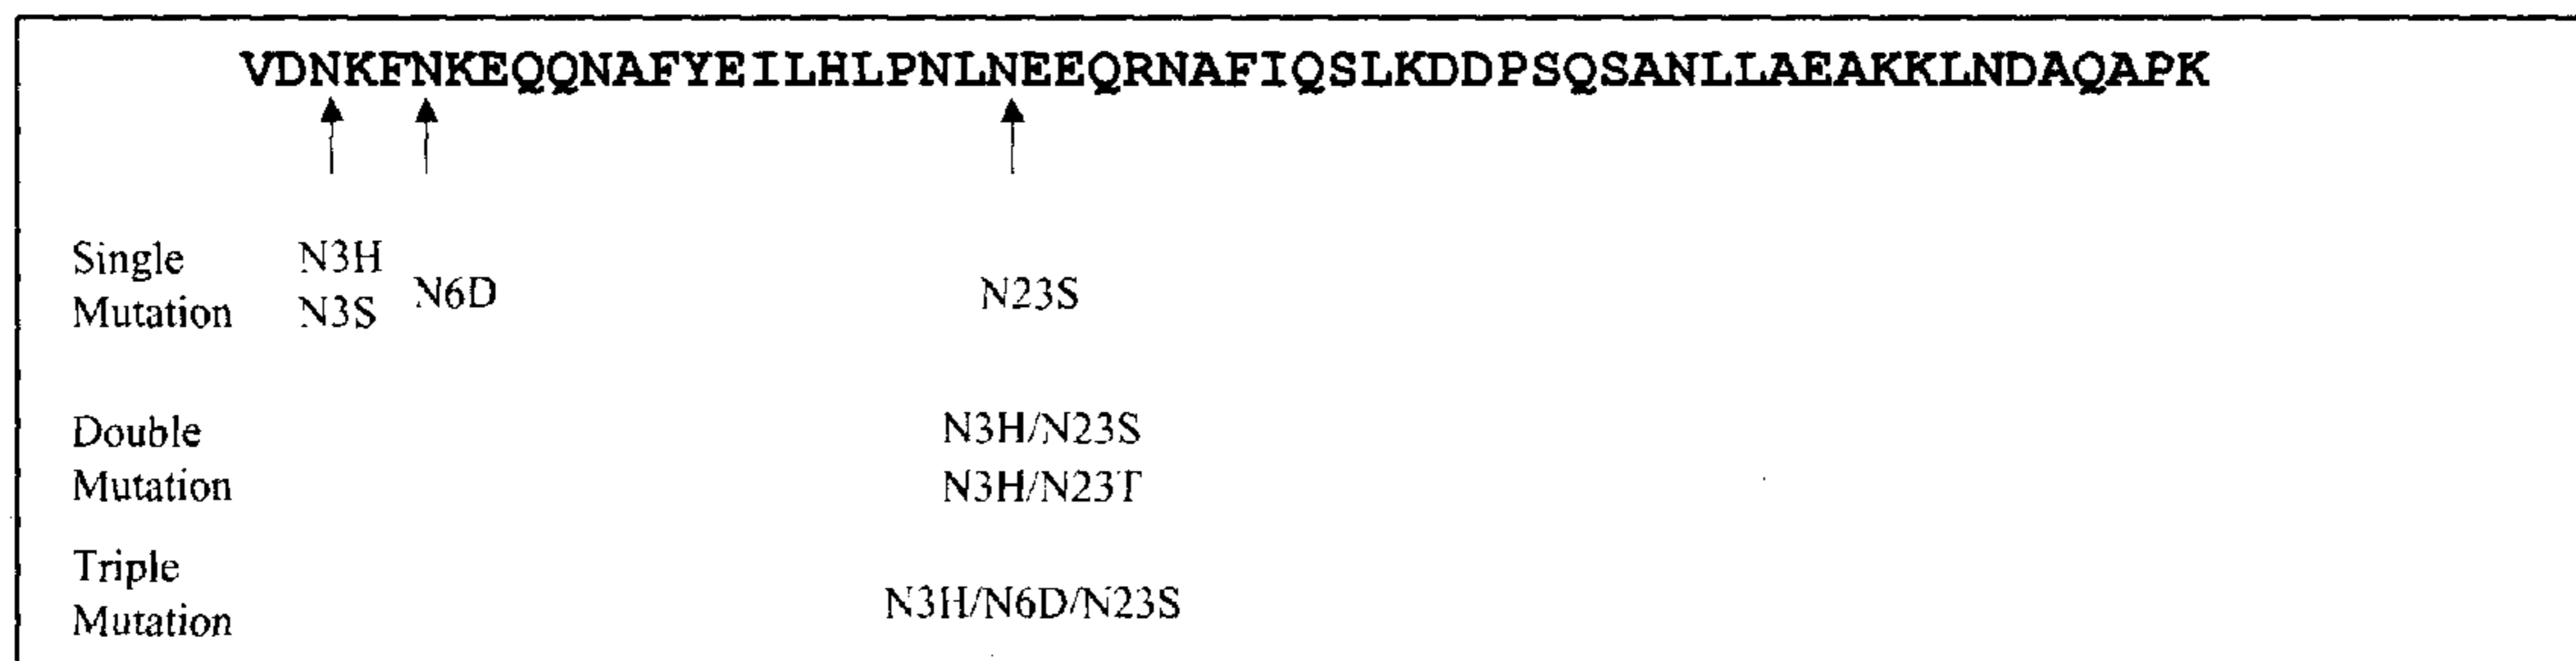 VDNKFNKEQQNAFYEILHLPNLNEEQRNAFIQSLKDDPSQSANLLAEAKKLNDAQAPK
Single N3H
N6D N23S
Mutation N3S
Double N3H/N23S
Mutation N3H/N23T
Triple
N3H/N6D/N23S
Mutation